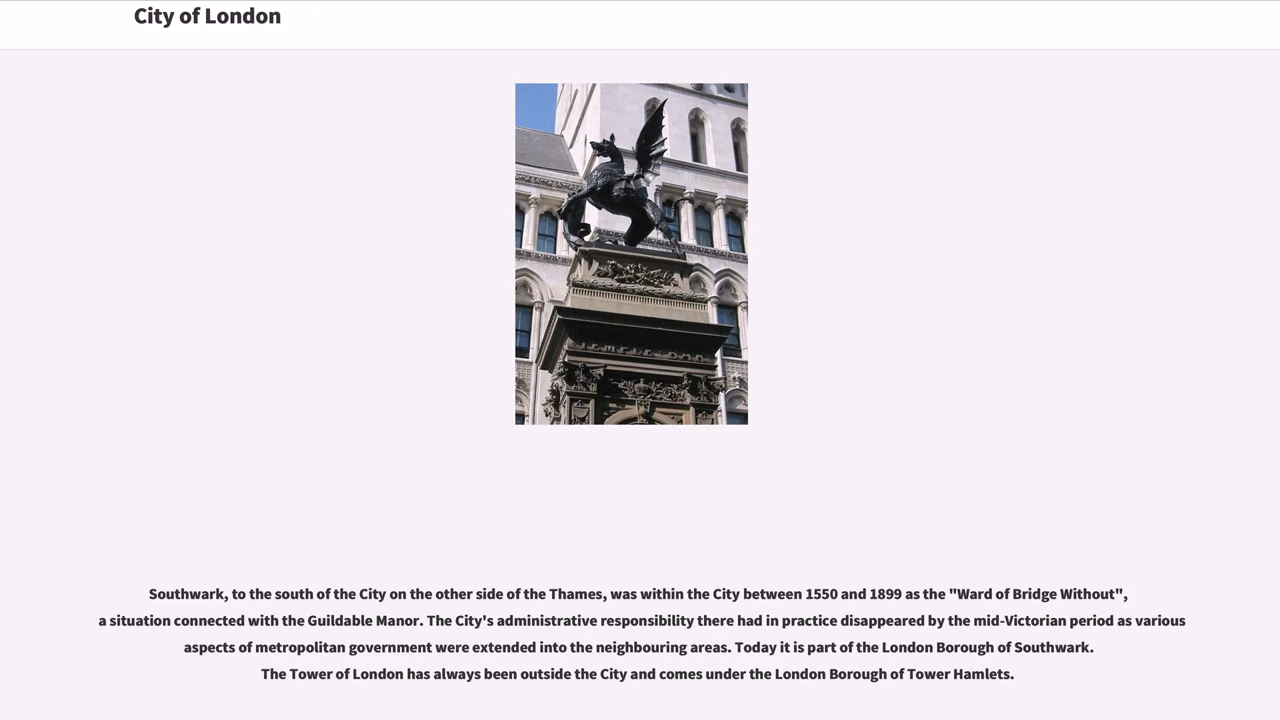 City of London
Southwark, to the south of the City on the other side of the Thames, was within the City between 1550 and 1899 as the "Ward of Bridge Without",
a situation connected with the Guildable Manor. The City's administrative responsibility there had in practice disappeared by the mid-Victorian period as various
aspects of metropolitan government were extended into the neighbouring areas. Today it is part of the London Borough of Southwark.
The Tower of London has always been outside the City and comes under the London Borough of Tower Hamlets.